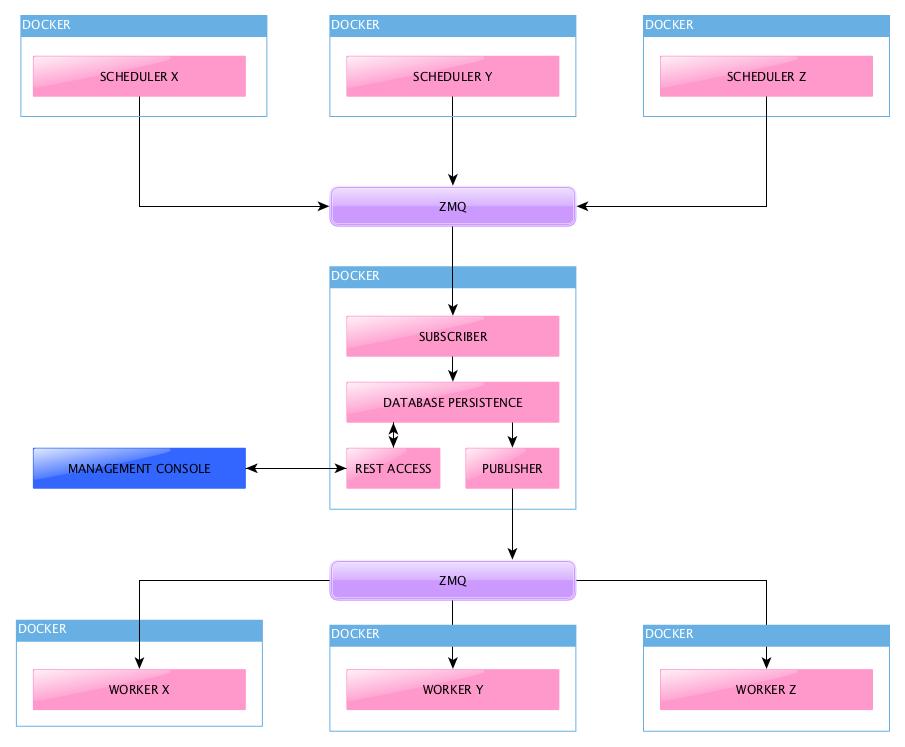 DOCKER
DOCKER
DOCKER
SCHEDULER X
SCHEDULER Y
SCHEDULER Z
ZMQ
DOCKER
SUBSCRIBER
DATABASE PERSISTENCE
MANAGEMENT CONSOLE
REST ACCESS
PUBLISHER
ZMQ
DOCKER
DOCKER
DOCKER
WORKER X
WORKER Y
WORKER Z